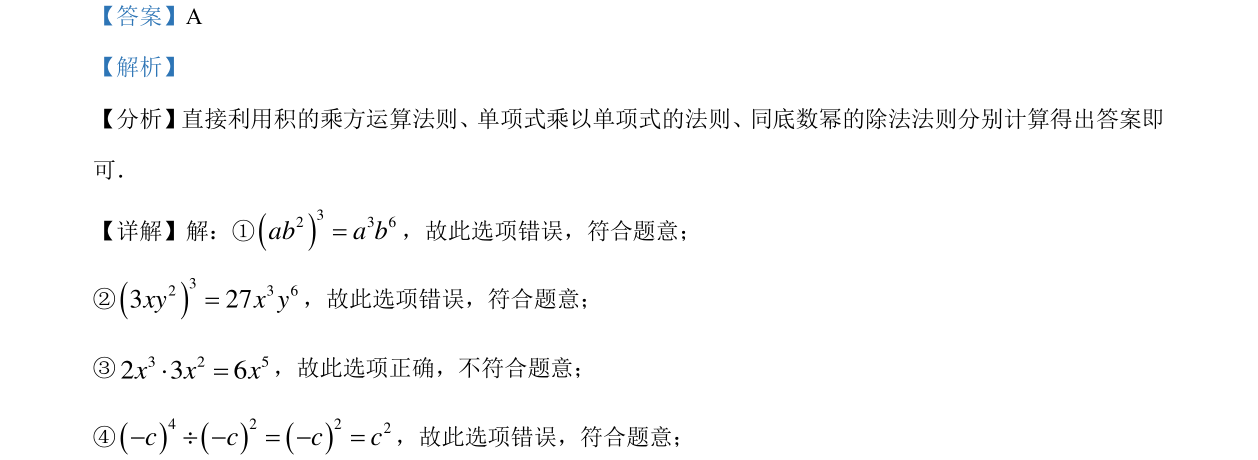 【答案】A
【解析】
【分析】直接利用积的乘方运算法则、单项式乘以单项式的法则、同底数幂的除法法则分别计算得出答案即
可．
【详解】解：①(ab²)³ = a³b⁶，故此选项错误，符合题意；
②(3xy²)³ = 27x³y⁶，故此选项错误，符合题意；
③2x³·3x² = 6x⁵，故此选项正确，不符合题意；
④(−c)⁴÷(−c)² = (−c)² = c²，故此选项错误，符合题意；